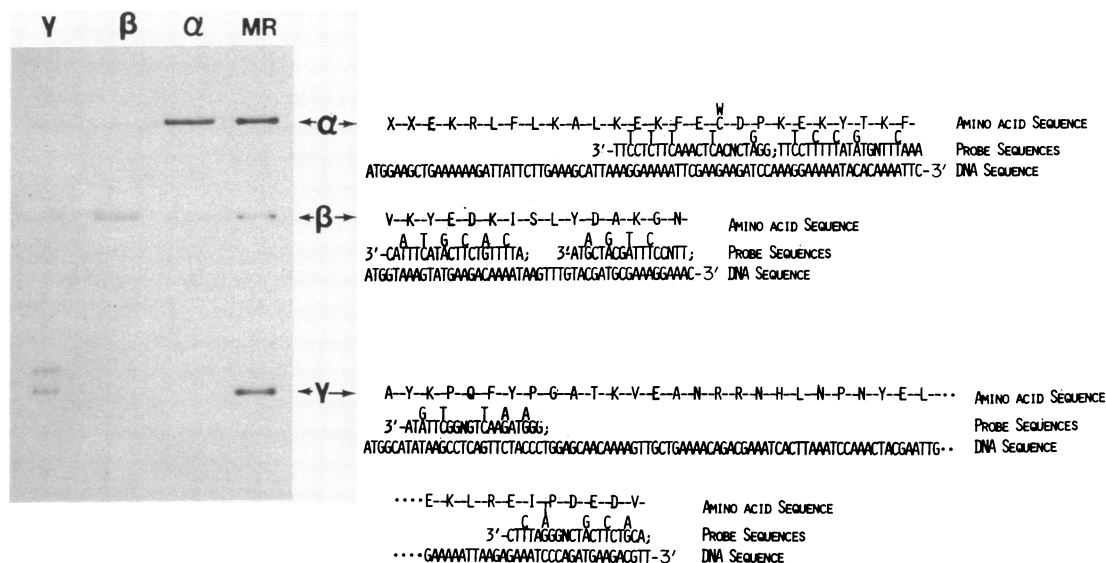 γ β α MR
α
W
X--X--E--K--R--L--F--L--K--A--L--K--E--K--F--E--C--D--P--K--E--K--Y--T--K--F- AMINO ACID SEQUENCE
T T T T G T C C G C
3'-TTCCTCTTCAAACTCACNCTAGG;TTCCTTTTTATATGNTTTAAA PROBE SEQUENCES
ATGGAAGCTGAAAAAAGATTATTCTTGAAAGCATTAAAGGAAAAATTCGAAGAAGATCCAAAGGAAAAATACACAAAATTC-3' DNA SEQUENCE
β
V--K--Y--E--D--K--I--S--L--Y--D--A--K--G--N- AMINO ACID SEQUENCE
A T G C A C A G T C
3'-CATTTCATACTTCTGTTTTA; 3'-ATGCTACGATTTCCNTT; PROBE SEQUENCES
ATGGTAAAGTATGAAGACAAAATAAGTTTGTACGATGCGAAAGGAAAC-3' DNA SEQUENCE
γ
A--Y--K--P--Q--F--Y--P--G--A--T--K--V--E--A--N--R--R--N--H--L--N--P--N--Y--E--L--·· AMINO ACID SEQUENCE
G T T A A
3'-ATATTCGGNGTCAAGATGGG; PROBE SEQUENCES
ATGGCATATAAGCCTCAGTTCTACCCTGGAGCAACAAAAGTTGCTGAAAACAGACGAAATCACTTAAATCCAAACTACGAATTG·· DNA SEQUENCE
····E--K--L--R--E--I--P--D--E--D--V- AMINO ACID SEQUENCE
C A G C A
3'-CTTTAGGGNCTACTTCTGCA; PROBE SEQUENCES
····GAAAAATTAAGAGAAATCCCAGATGAAGACGTT-3' DNA SEQUENCE